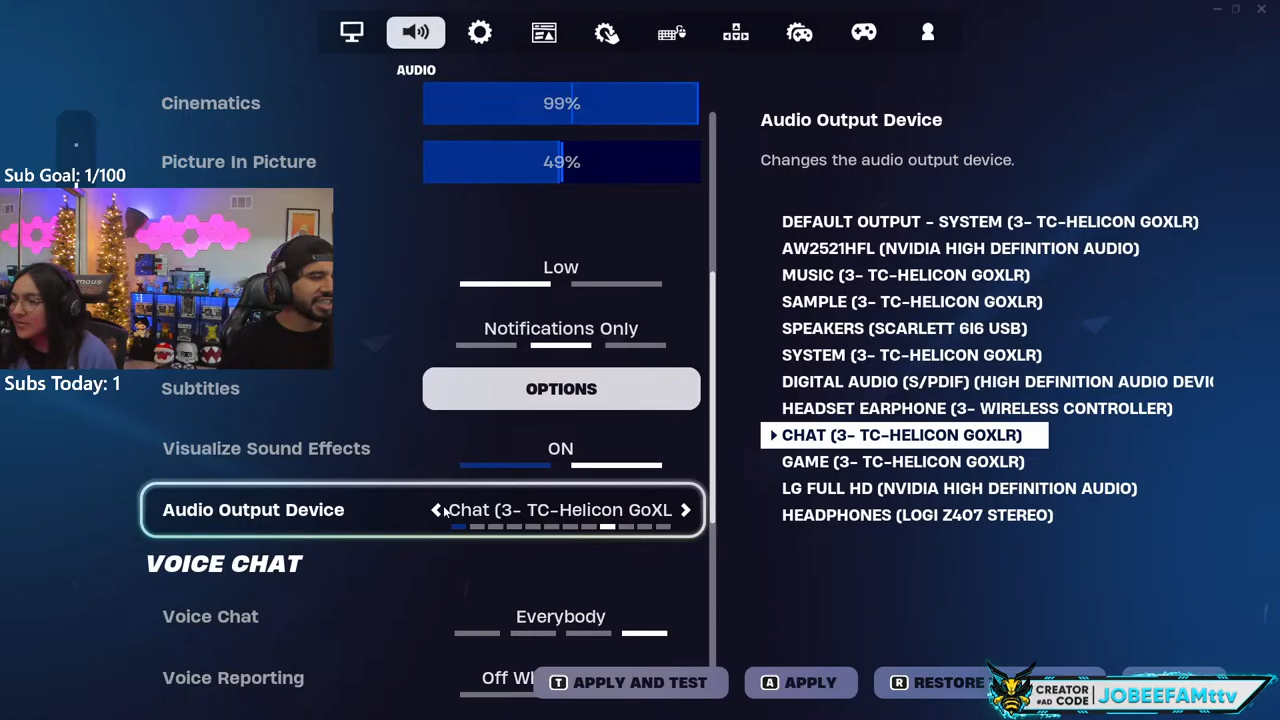 AUDIO
Cinematics
99%
Picture In Picture
49%
Low
Notifications Only
Subtitles
OPTIONS
Visualize Sound Effects
ON
Audio Output Device
Chat (3- TC-Helicon GoXL
VOICE CHAT
Voice Chat
Everybody
Voice Reporting
Off Wh
T APPLY AND TEST
A APPLY
R RESTORE
Audio Output Device
Changes the audio output device.
DEFAULT OUTPUT - SYSTEM (3- TC-HELICON GOXLR)
AW2521HFL (NVIDIA HIGH DEFINITION AUDIO)
MUSIC (3- TC-HELICON GOXLR)
SAMPLE (3- TC-HELICON GOXLR)
SPEAKERS (SCARLETT 6I6 USB)
SYSTEM (3- TC-HELICON GOXLR)
DIGITAL AUDIO (S/PDIF) (HIGH DEFINITION AUDIO DEVIC
HEADSET EARPHONE (3- WIRELESS CONTROLLER)
CHAT (3- TC-HELICON GOXLR)
GAME (3- TC-HELICON GOXLR)
LG FULL HD (NVIDIA HIGH DEFINITION AUDIO)
HEADPHONES (LOGI Z407 STEREO)
Sub Goal: 1/100
Subs Today: 1
CREATOR
#AD CODE
JOBEEFAMttv